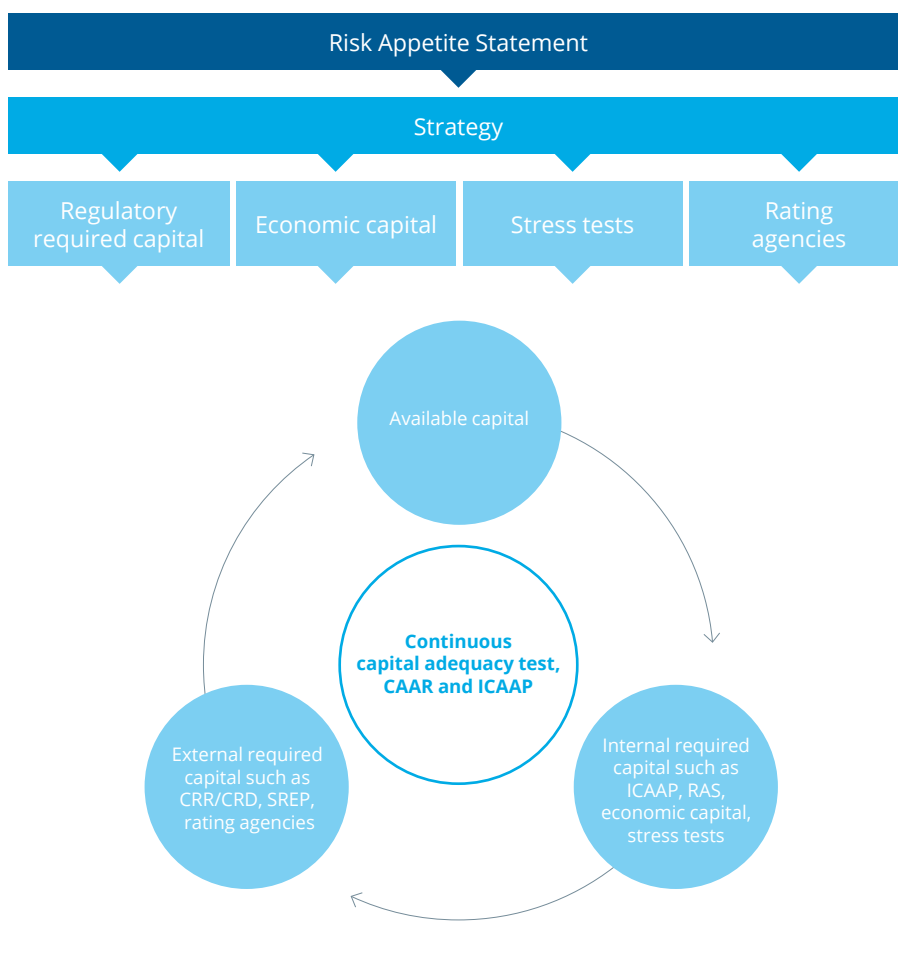 Risk Appetite Statement
Strategy
Regulatory
required capital
Economic capital
Stress tests
Rating
agencies
Available capital
Continuous
capital adequacy test,
CAAR and ICAAP
External required
capital such as
CRR/CRD, SREP,
rating agencies
Internal required
capital such as
ICAAP, RAS,
economic capital,
stress tests